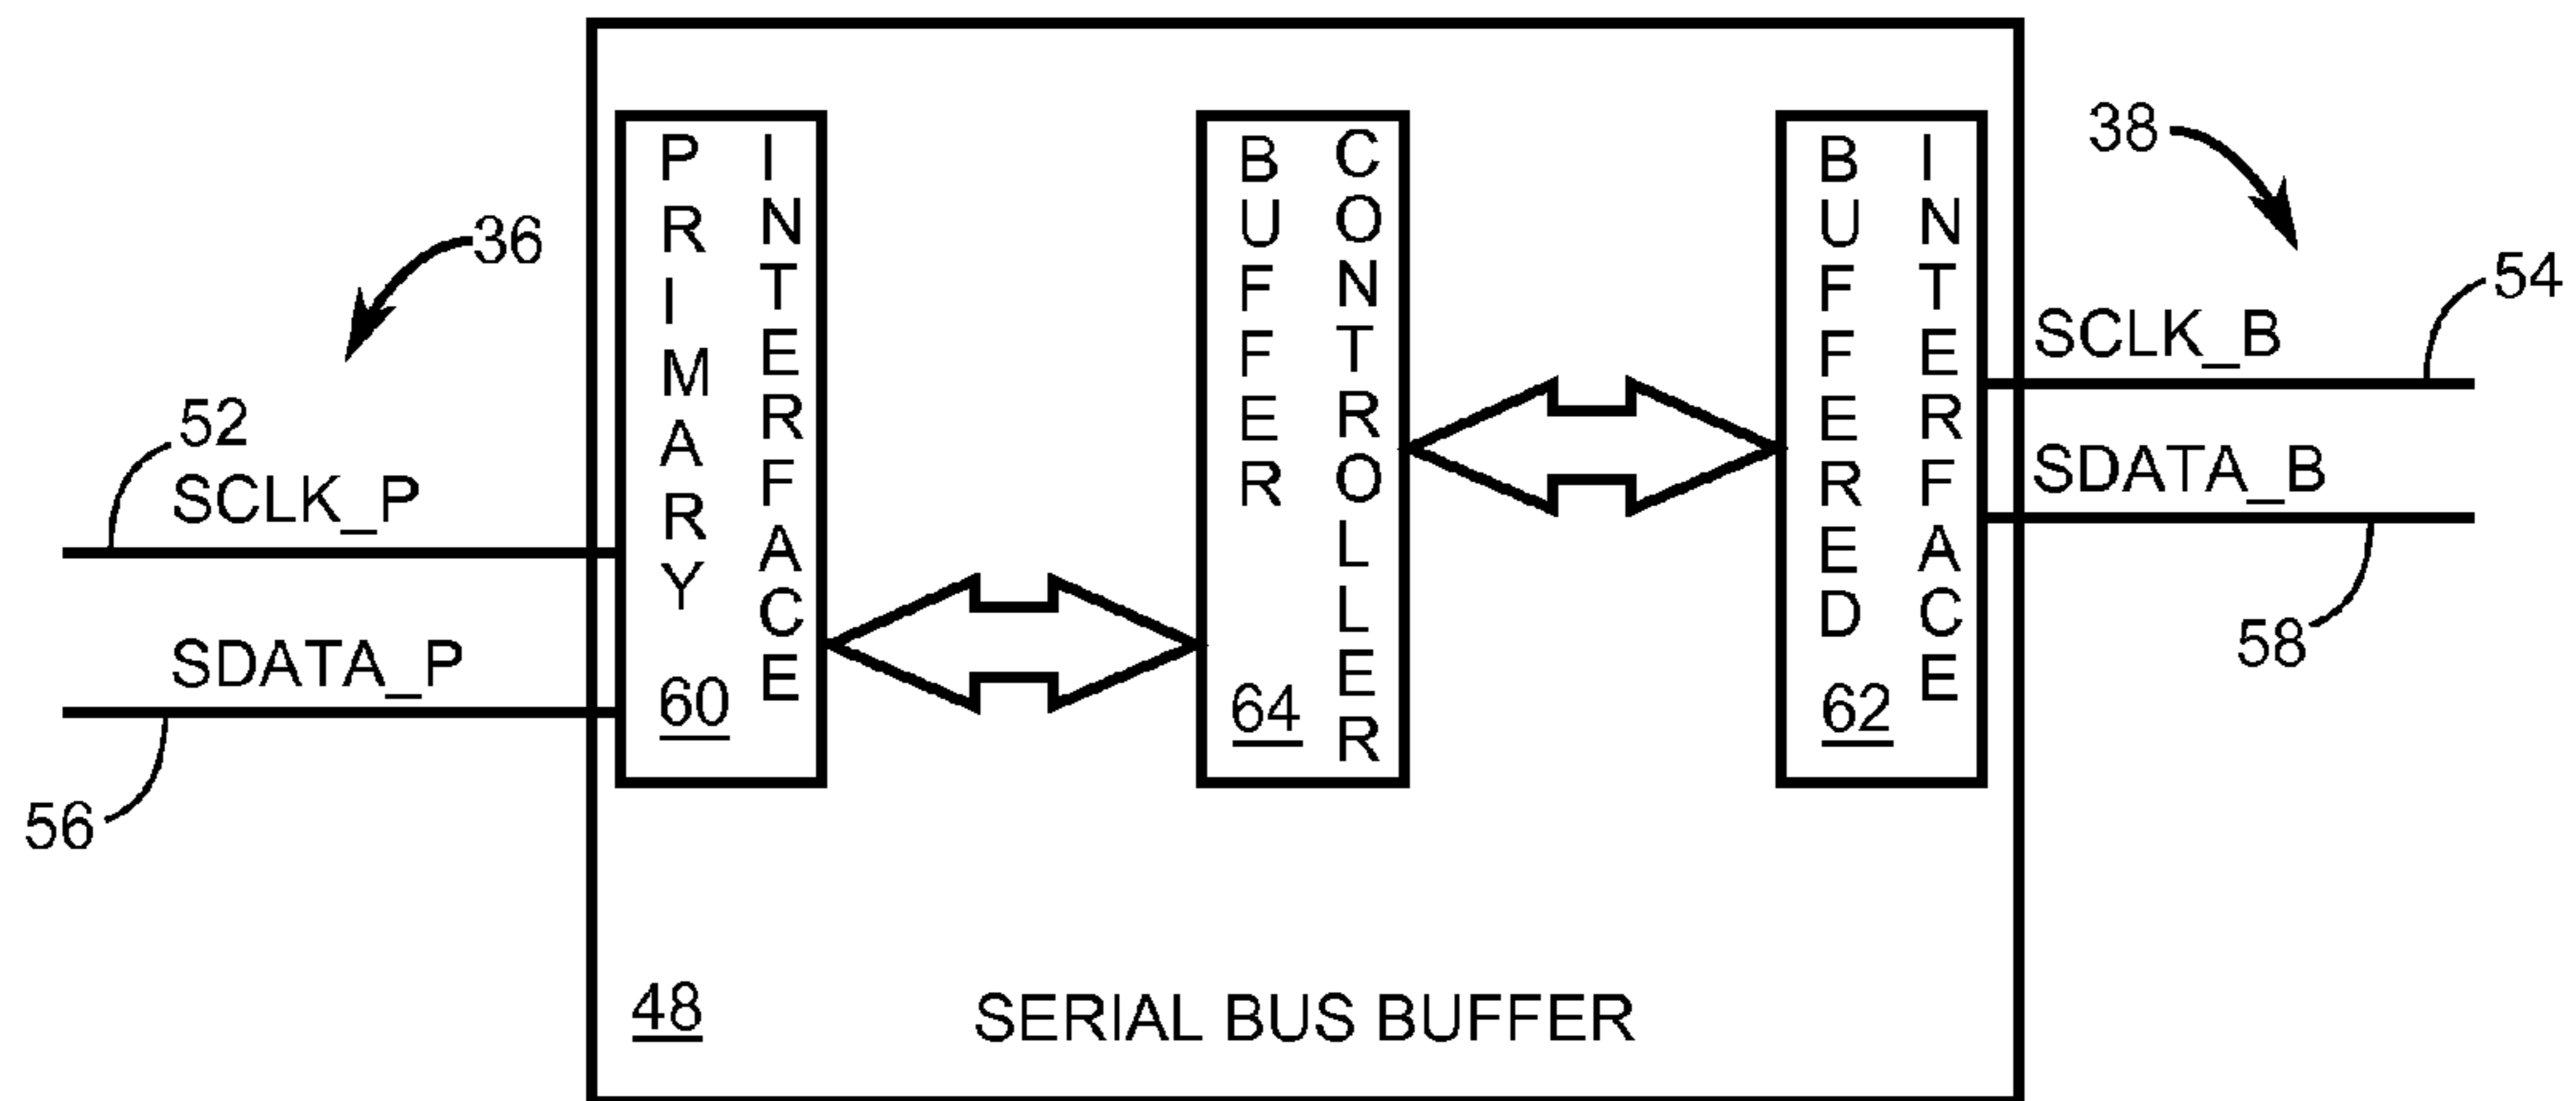 36
52
SCLK_P
SDATA_P
56
PRIMARY
INTERFACE
60
BUFFER
CONTROLLER
64
BUFFERED
INTERFACE
62
38
54
SCLK_B
SDATA_B
58
48
SERIAL BUS BUFFER